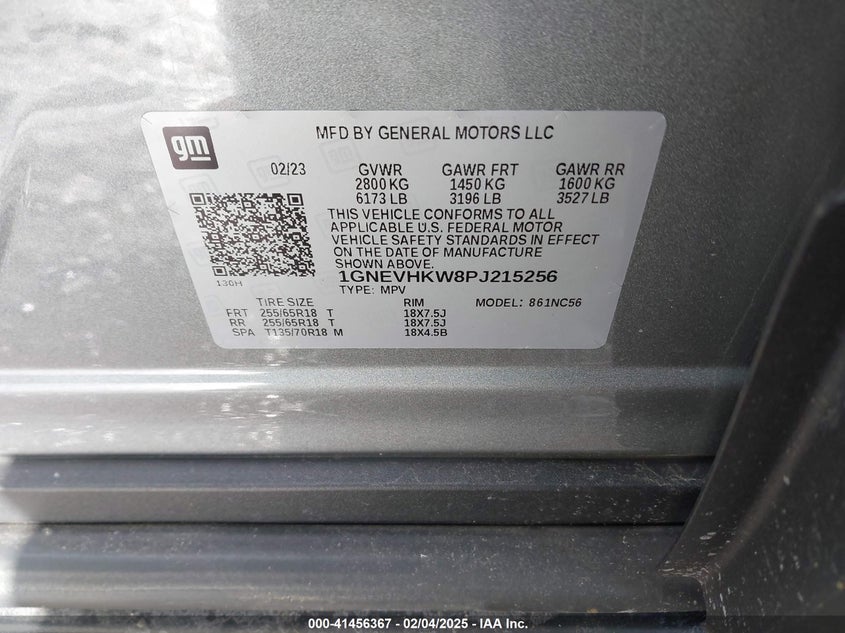 gm
MFD BY GENERAL MOTORS LLC
02/23 GVWR GAWR FRT GAWR RR
2800 KG 1450 KG 1600 KG
6173 LB 3196 LB 3527 LB
THIS VEHICLE CONFORMS TO ALL
APPLICABLE U.S. FEDERAL MOTOR
VEHICLE SAFETY STANDARDS IN EFFECT
ON THE DATE OF MANUFACTURE
SHOWN ABOVE.
130H
1GNEVHKW8PJ215256
TYPE: MPV
TIRE SIZE RIM MODEL: 861NC56
FRT 255/65R18 T 18X7.5J
RR 255/65R18 T 18X7.5J
SPA T135/70R18 M 18X4.5B
000-41456367 - 02/04/2025 - IAA Inc.